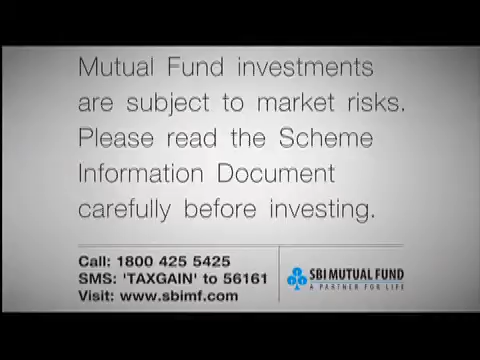 Mutual Fund investments
are subject to market risks.
Please read the Scheme
Information Document
carefully before investing.
Call: 1800 425 5425
SMS: 'TAXGAIN' to 56161
Visit: www.sbimf.com
SBI MUTUAL FUND
A PARTNER FOR LIFE